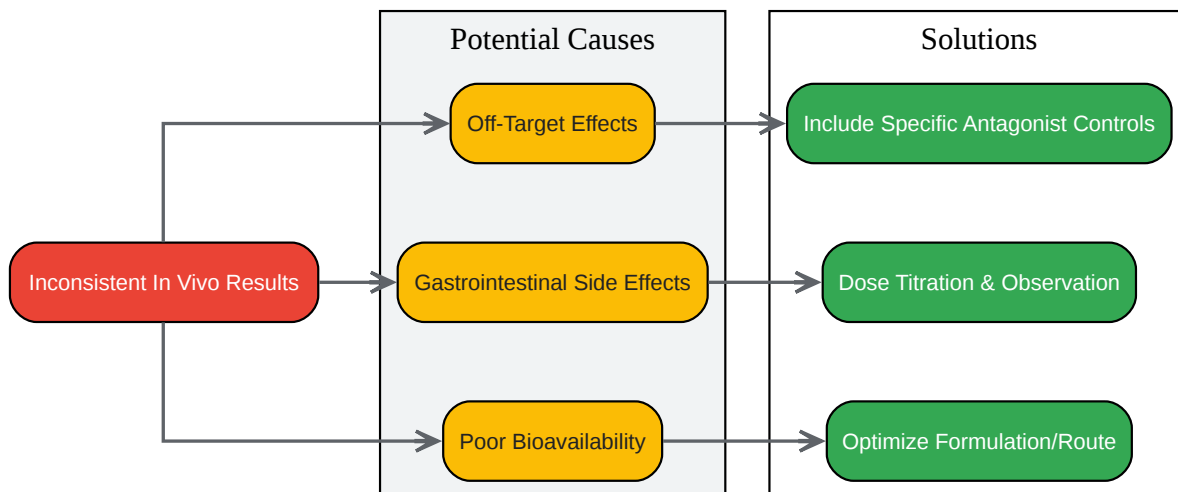 Potential Causes
Solutions
Off-Target Effects
Include Specific Antagonist Controls
Inconsistent In Vivo Results
Gastrointestinal Side Effects
Dose Titration & Observation
Poor Bioavailability
Optimize Formulation/Route